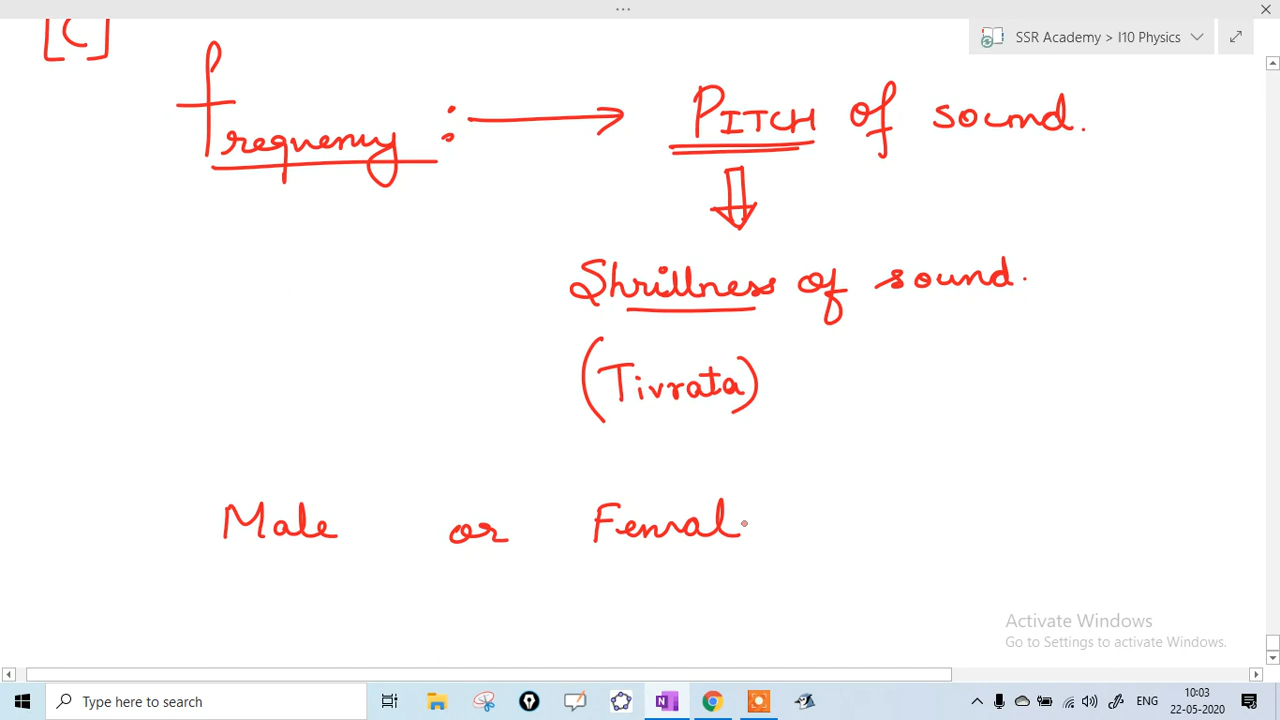 ...
SSR Academy > I10 Physics
[C]
frequency : → PITCH of sound.
Shrillness of sound.
(Tivrata)
Male or Femal
Activate Windows
Go to Settings to activate Windows.
Type here to search
ENG
10:03
22-05-2020